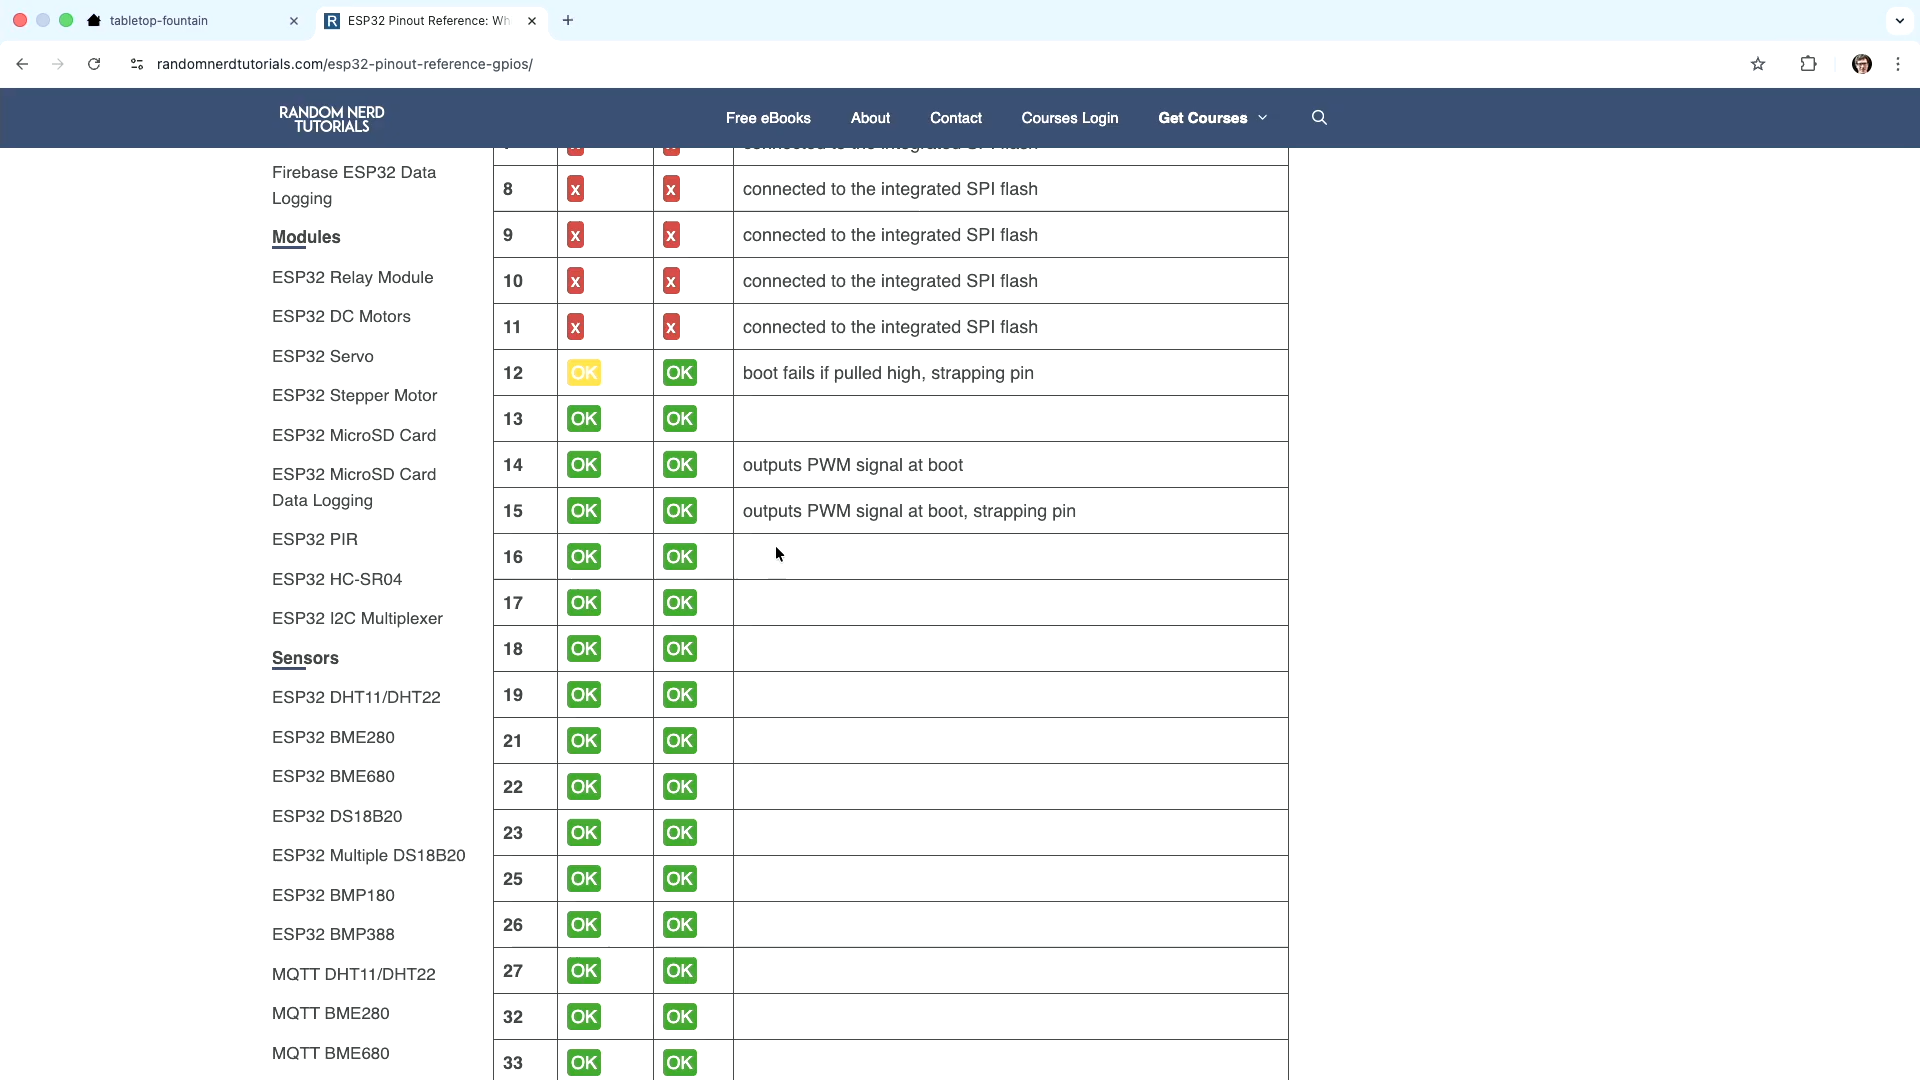 tabletop-fountain
ESP32 Pinout Reference: Wh
randomnerdtutorials.com/esp32-pinout-reference-gpios/
RANDOM NERD
TUTORIALS
Free eBooks
About
Contact
Courses Login
Get Courses
Firebase ESP32 Data
Logging
Modules
ESP32 Relay Module
ESP32 DC Motors
ESP32 Servo
ESP32 Stepper Motor
ESP32 MicroSD Card
ESP32 MicroSD Card
Data Logging
ESP32 PIR
ESP32 HC-SR04
ESP32 I2C Multiplexer
Sensors
ESP32 DHT11/DHT22
ESP32 BME280
ESP32 BME680
ESP32 DS18B20
ESP32 Multiple DS18B20
ESP32 BMP180
ESP32 BMP388
MQTT DHT11/DHT22
MQTT BME280
MQTT BME680
connected to the integrated SPI flash
8 x x connected to the integrated SPI flash
9 x x connected to the integrated SPI flash
10 x x connected to the integrated SPI flash
11 x x connected to the integrated SPI flash
12 OK OK boot fails if pulled high, strapping pin
13 OK OK
14 OK OK outputs PWM signal at boot
15 OK OK outputs PWM signal at boot, strapping pin
16 OK OK
17 OK OK
18 OK OK
19 OK OK
21 OK OK
22 OK OK
23 OK OK
25 OK OK
26 OK OK
27 OK OK
32 OK OK
33 OK OK